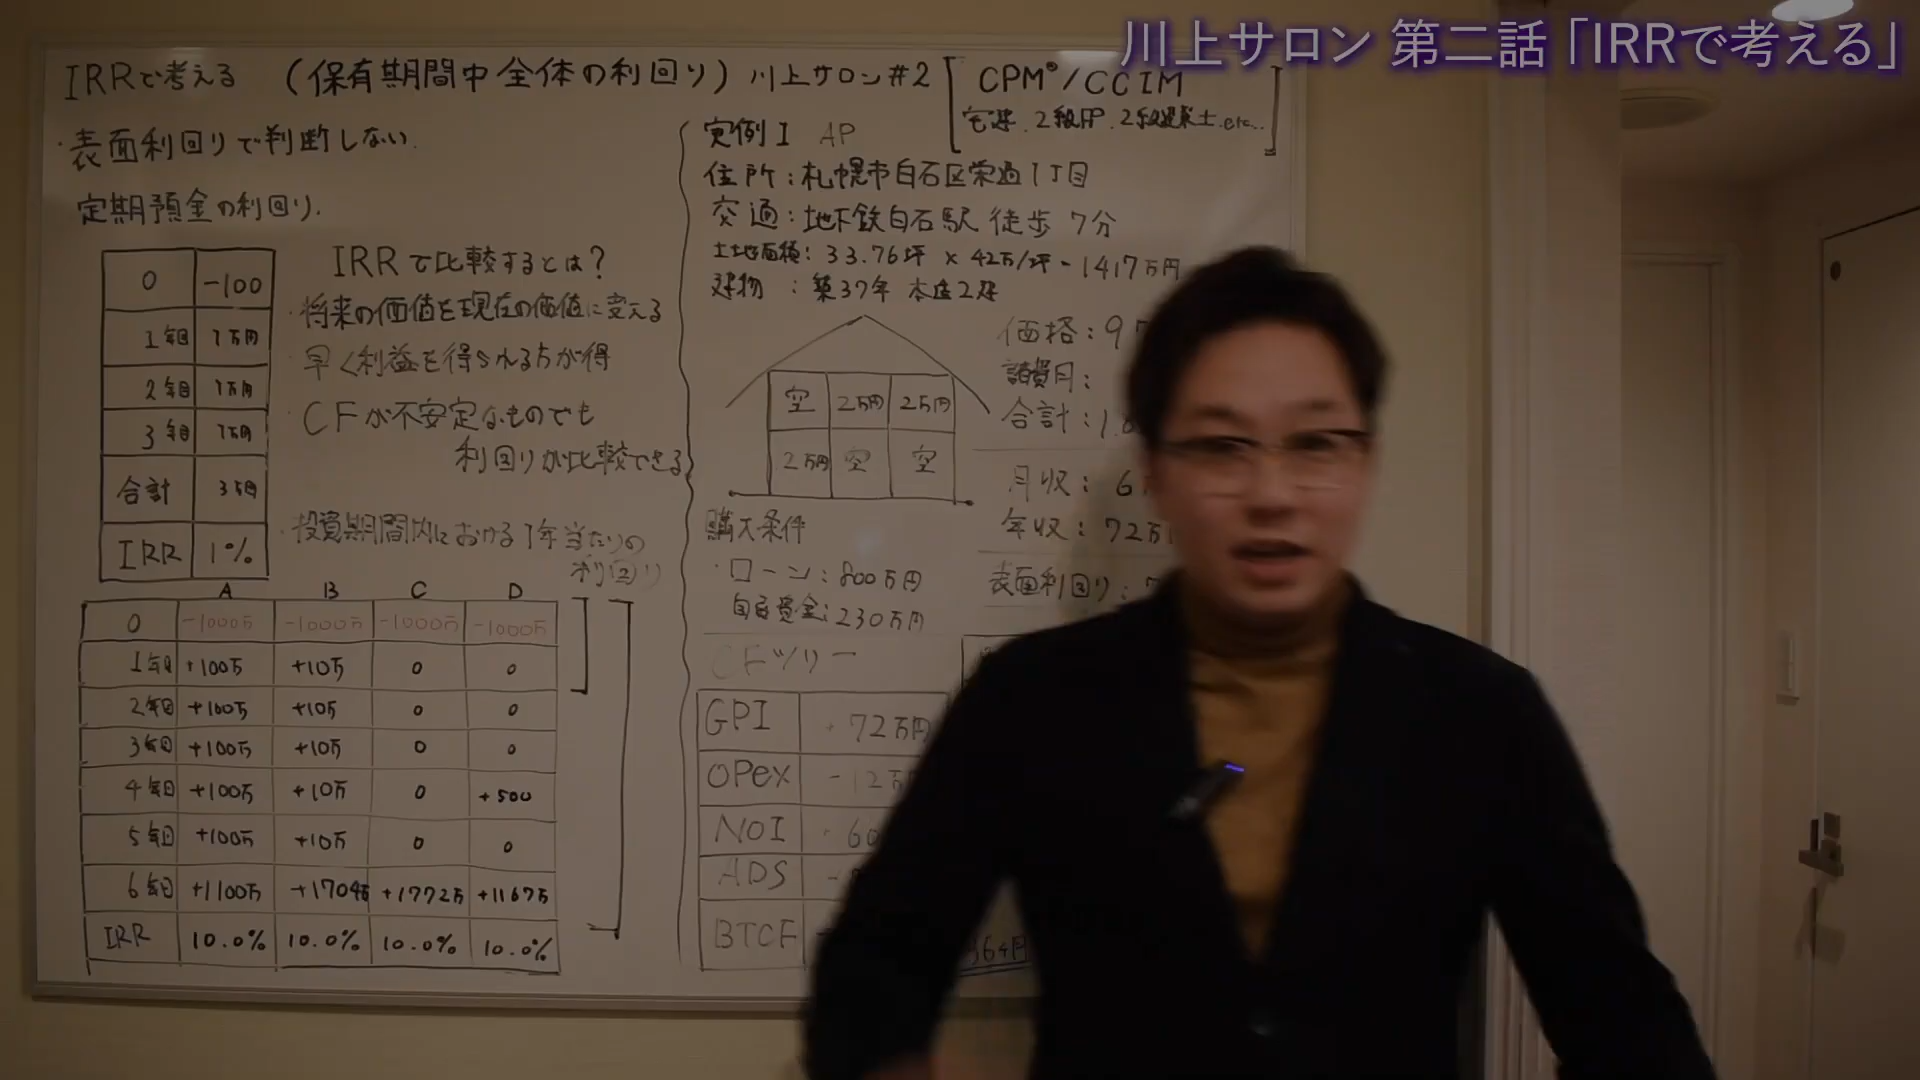 川上サロン 第二話 「IRRで考える」
IRRで考える (保有期間中全体の利回り) 川上サロン#2
CPM®/CCIM
宅建.2級FP.2級建築士.etc..
・表面利回りで判断しない.
定期預金の利回り.
0 -100
1年目 1万円
2年目 1万円
3年目 1万円
合計 3万円
IRR 1%
IRRで比較するとは?
・将来の価値を現在の価値に変える
・早く利益を得られる方が得
・CFが不安定なものでも
利回りが比較できる
・投資期間内における1年当たりの
利回り
A B C D
0 -1000万 -1000万 -1000万 -1000万
1年目 +100万 +10万 0 0
2年目 +100万 +10万 0 0
3年目 +100万 +10万 0 0
4年目 +100万 +10万 0 +500
5年目 +100万 +10万 0 0
6年目 +1100万 +1704万 +1772万 +1167万
IRR 10.0% 10.0% 10.0% 10.0%
実例I AP
住所:札幌市白石区栄通1丁目
交通:地下鉄白石駅 徒歩 7分
土地面積:33.76坪 × 42万/坪 - 1417万円
建物 :築37年 木造2建
空 2万円 2万円
2万円 空 空
価格:9
諸費用:
合計:1.
月収: 6
年収:72万
表面利回り:
購入条件
・ローン:800万円
自己資金:230万円
CFツリー
GPI 72万円
OPex -12万
NOI 60
ADS -
BTCF
364円